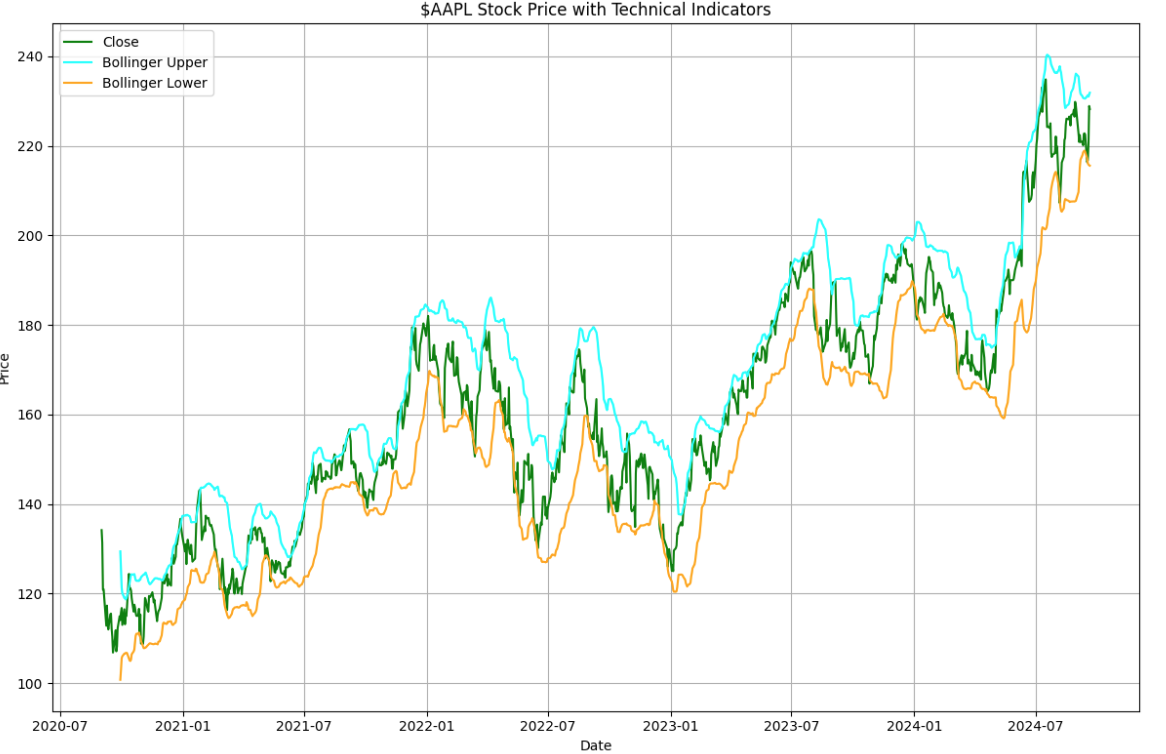 $AAPL Stock Price with Technical Indicators
Close
Bollinger Upper
Bollinger Lower
240
220
200
180
160
140
120
100
Price
2020-07 2021-01 2021-07 2022-01 2022-07 2023-01 2023-07 2024-01 2024-07
Date